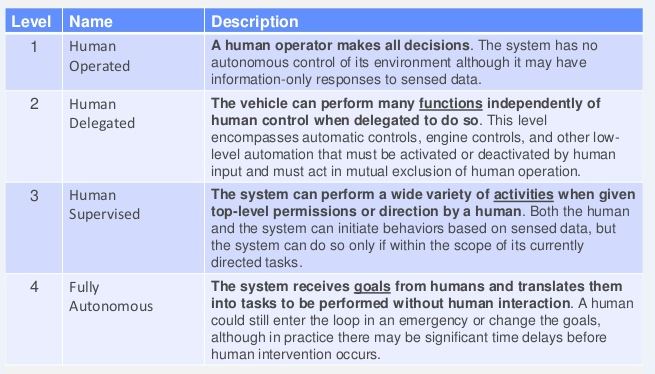 Level Name Description
1 Human Operated A human operator makes all decisions. The system has no
autonomous control of its environment although it may have
information-only responses to sensed data.
2 Human Delegated The vehicle can perform many functions independently of
human control when delegated to do so. This level
encompasses automatic controls, engine controls, and other low-
level automation that must be activated or deactivated by human
input and must act in mutual exclusion of human operation.
3 Human Supervised The system can perform a wide variety of activities when given
top-level permissions or direction by a human. Both the human
and the system can initiate behaviors based on sensed data, but
the system can do so only if within the scope of its currently
directed tasks.
4 Fully Autonomous The system receives goals from humans and translates them
into tasks to be performed without human interaction. A human
could still enter the loop in an emergency or change the goals,
although in practice there may be significant time delays before
human intervention occurs.